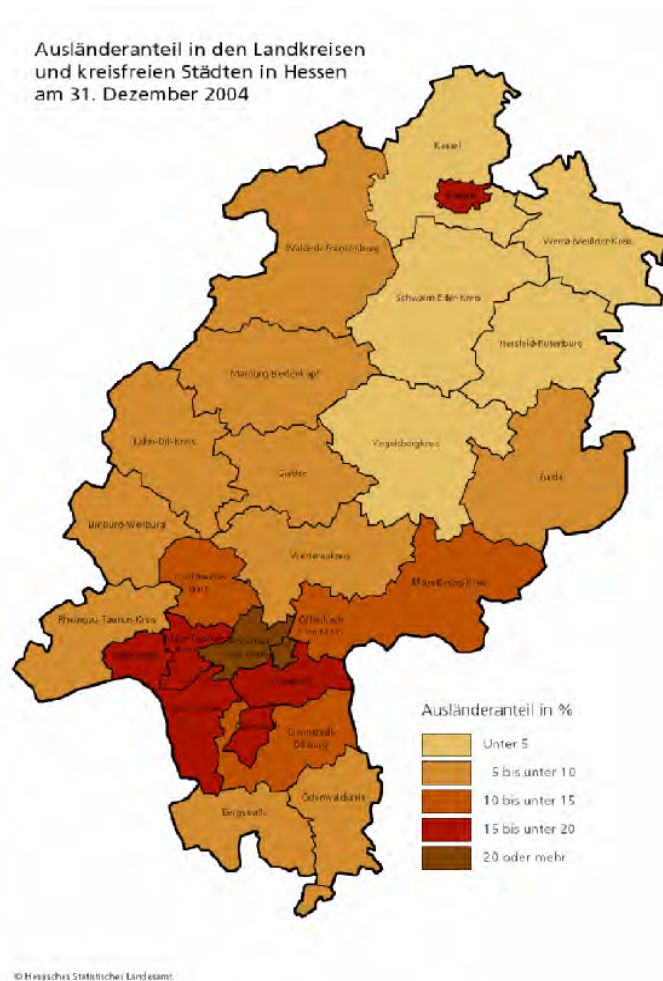 Ausländeranteil in den Landkreisen
und kreisfreien Städten in Hessen
am 31. Dezember 2004
Kassel
Waldeck-Frankenberg
Werra-Meißner-Kreis
Schwalm-Eder-Kreis
Hersfeld-Rotenburg
Marburg-Biedenkopf
Lahn-Dill-Kreis
Vogelsbergkreis
Gießen
Fulda
Limburg-Weilburg
Wetteraukreis
Main-Kinzig-Kreis
Rheingau-Taunus-Kreis
Offenbach
Ausländeranteil in %
Darmstadt-
Dieburg
Unter 5
5 bis unter 10
Odenwaldkreis
10 bis unter 15
Bergstraße
15 bis unter 20
20 oder mehr
© Hessisches Statistisches Landesamt